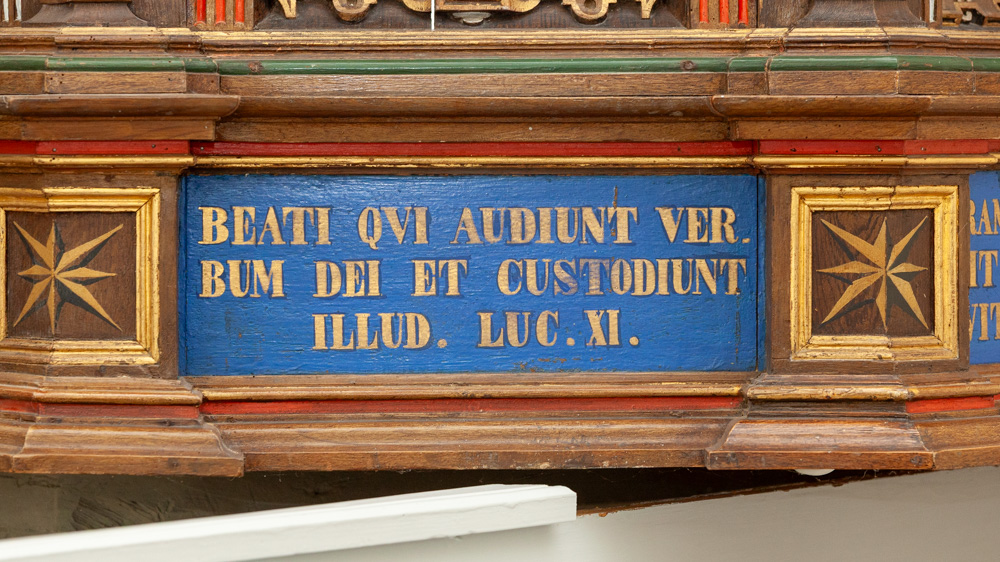 BEATI QVI AUDIUNT VER.
BUM DEI ET CUSTODIUNT
ILLUD. LUC. XI.